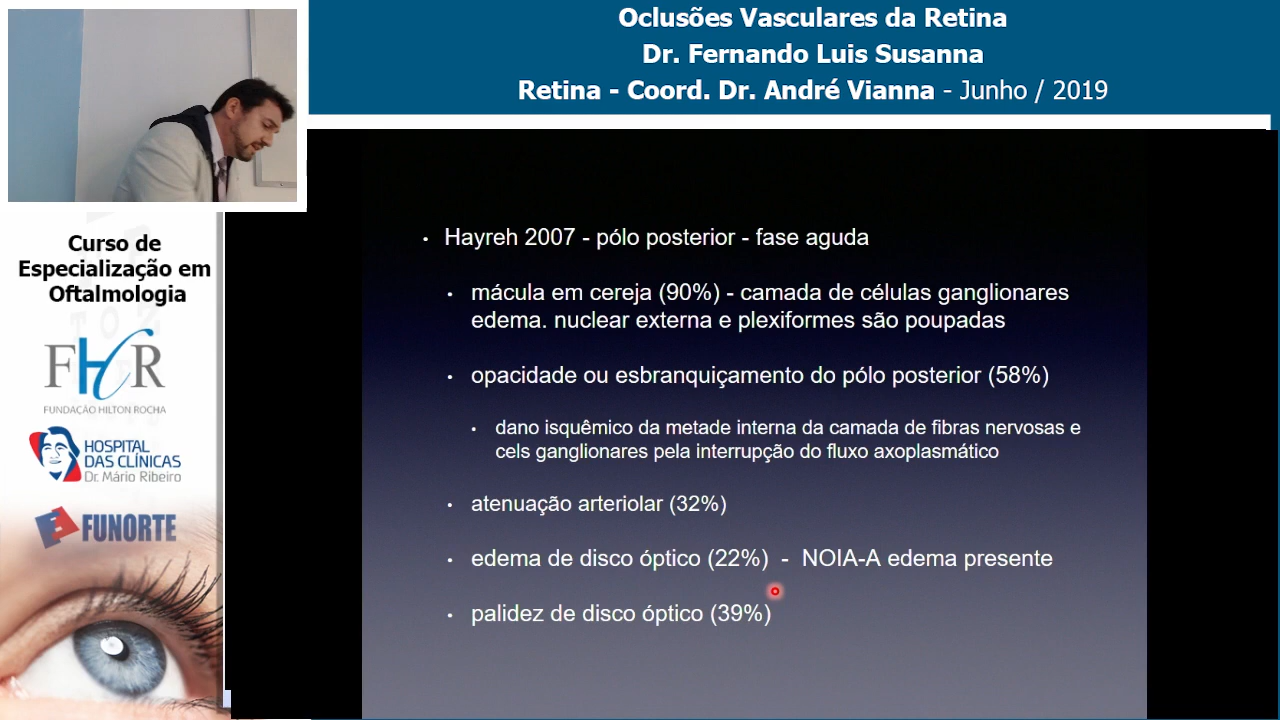 Oclusões Vasculares da Retina
Dr. Fernando Luis Susanna
Retina - Coord. Dr. André Vianna - Junho / 2019
Curso de
Especialização em
Oftalmologia
FHR
FUNDAÇÃO HILTON ROCHA
HOSPITAL
DAS CLÍNICAS
Dr. Mário Ribeiro
FUNORTE
• Hayreh 2007 - pólo posterior - fase aguda
• mácula em cereja (90%) - camada de células ganglionares
edema. nuclear externa e plexiformes são poupadas
• opacidade ou esbranquiçamento do pólo posterior (58%)
• dano isquêmico da metade interna da camada de fibras nervosas e
cels ganglionares pela interrupção do fluxo axoplasmático
• atenuação arteriolar (32%)
• edema de disco óptico (22%) - NOIA-A edema presente
• palidez de disco óptico (39%)